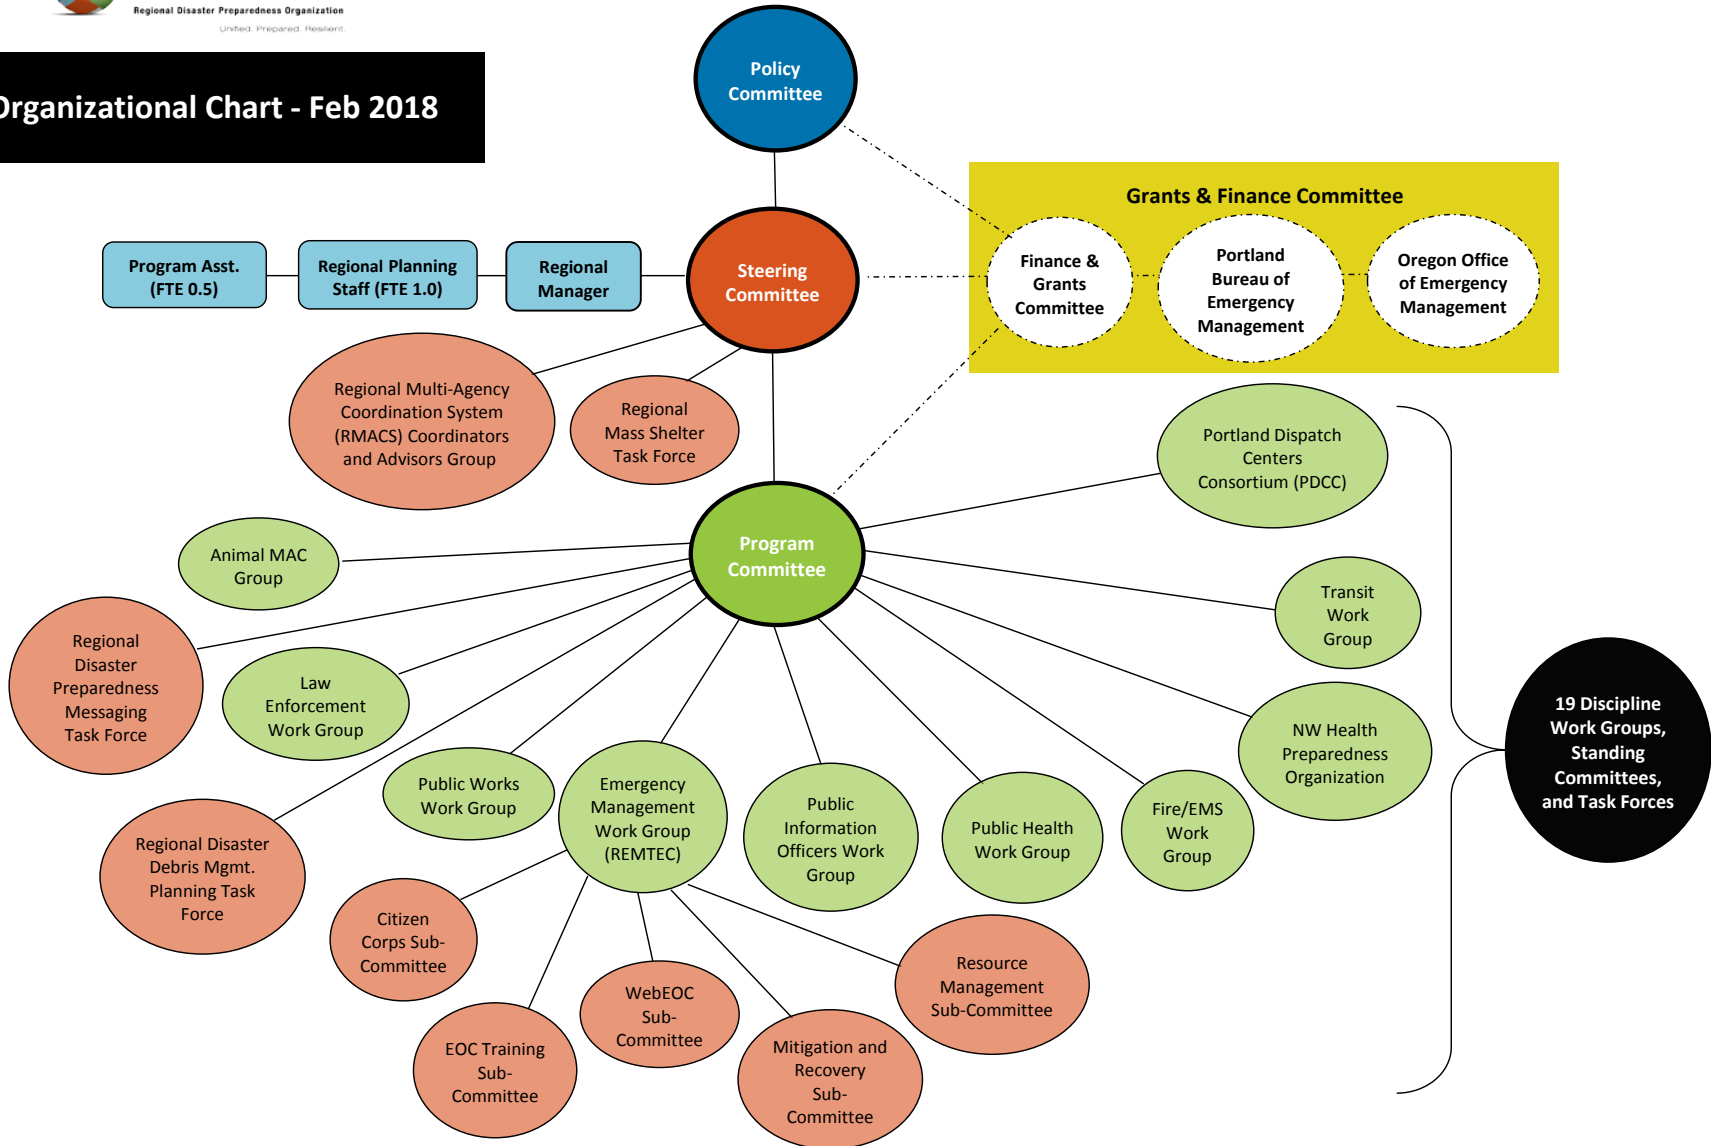 Regional Disaster Preparedness Organization
Unified. Prepared. Resilient.
Organizational Chart - Feb 2018
Policy
Committee
Grants & Finance Committee
Program Asst.
(FTE 0.5)
Regional Planning
Staff (FTE 1.0)
Regional
Manager
Steering
Committee
Finance &
Grants
Committee
Portland
Bureau of
Emergency
Management
Oregon Office
of Emergency
Management
Regional Multi-Agency
Coordination System
(RMACS) Coordinators
and Advisors Group
Regional
Mass Shelter
Task Force
Portland Dispatch
Centers
Consortium (PDCC)
Program
Committee
Animal MAC
Group
Transit
Work
Group
Regional
Disaster
Preparedness
Messaging
Task Force
Law
Enforcement
Work Group
NW Health
Preparedness
Organization
19 Discipline
Work Groups,
Standing
Committees,
and Task Forces
Public Works
Work Group
Emergency
Management
Work Group
(REMTEC)
Public
Information
Officers Work
Group
Public Health
Work Group
Fire/EMS
Work
Group
Regional Disaster
Debris Mgmt.
Planning Task
Force
Citizen
Corps Sub-
Committee
Resource
Management
Sub-Committee
WebEOC
Sub-
Committee
EOC Training
Sub-
Committee
Mitigation and
Recovery
Sub-
Committee